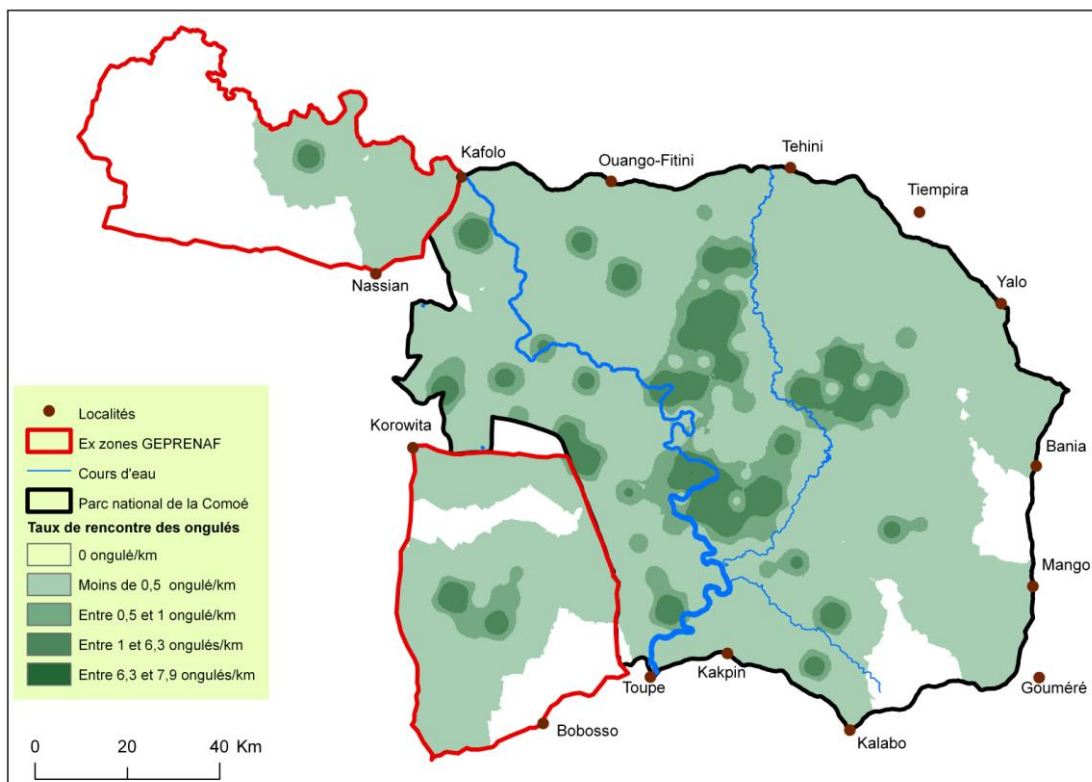 Kafolo
Ouango-Fitini
Tehini
Tiempira
Nassian
Yalo
Korowita
Bania
Mango
Gouméré
Toupe
Kakpin
Kalabo
Bobosso
Localités
Ex zones GEPRENAF
Cours d'eau
Parc national de la Comoé
Taux de rencontre des ongulés
0 ongulé/km
Moins de 0,5 ongulé/km
Entre 0,5 et 1 ongulé/km
Entre 1 et 6,3 ongulés/km
Entre 6,3 et 7,9 ongulés/km
0 20 40 Km